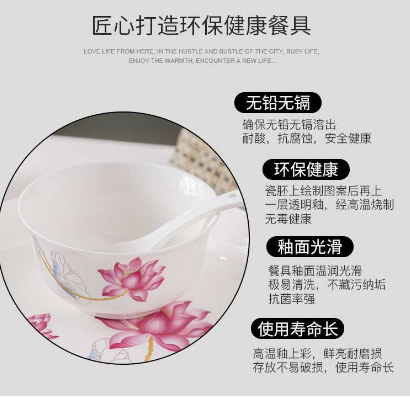 匠心打造环保健康餐具
LOVE LIFE FROM HERE, IN THE HUSTLE AND BUSTLE OF THE CITY, BUSY LIFE,
ENJOY THE WARMTH, ENCOUNTER A NEW LIFE...
无铅无镉
确保无铅无镉溶出
耐酸，抗腐蚀，安全健康
环保健康
瓷胚上绘制图案后再上
一层透明釉，经高温烧制
无毒健康
釉面光滑
餐具釉面温润光滑
极易清洗，不藏污纳垢
抗菌率强
使用寿命长
高温釉上彩，鲜亮耐磨损
存放不易破损，使用寿命长